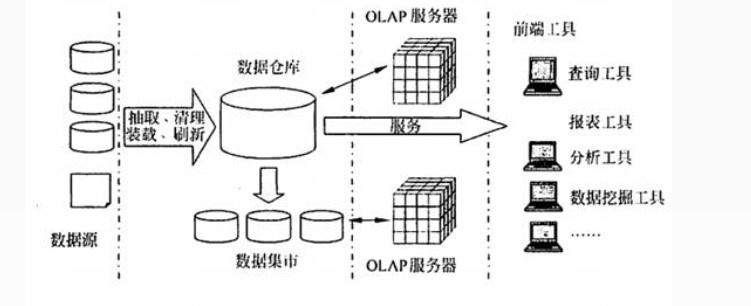 OLAP 服务器
前端工具
数据仓库
查询工具
抽取、清理
装载、刷新
服务
报表工具
分析工具
数据挖掘工具
……
数据源
数据集市
OLAP 服务器